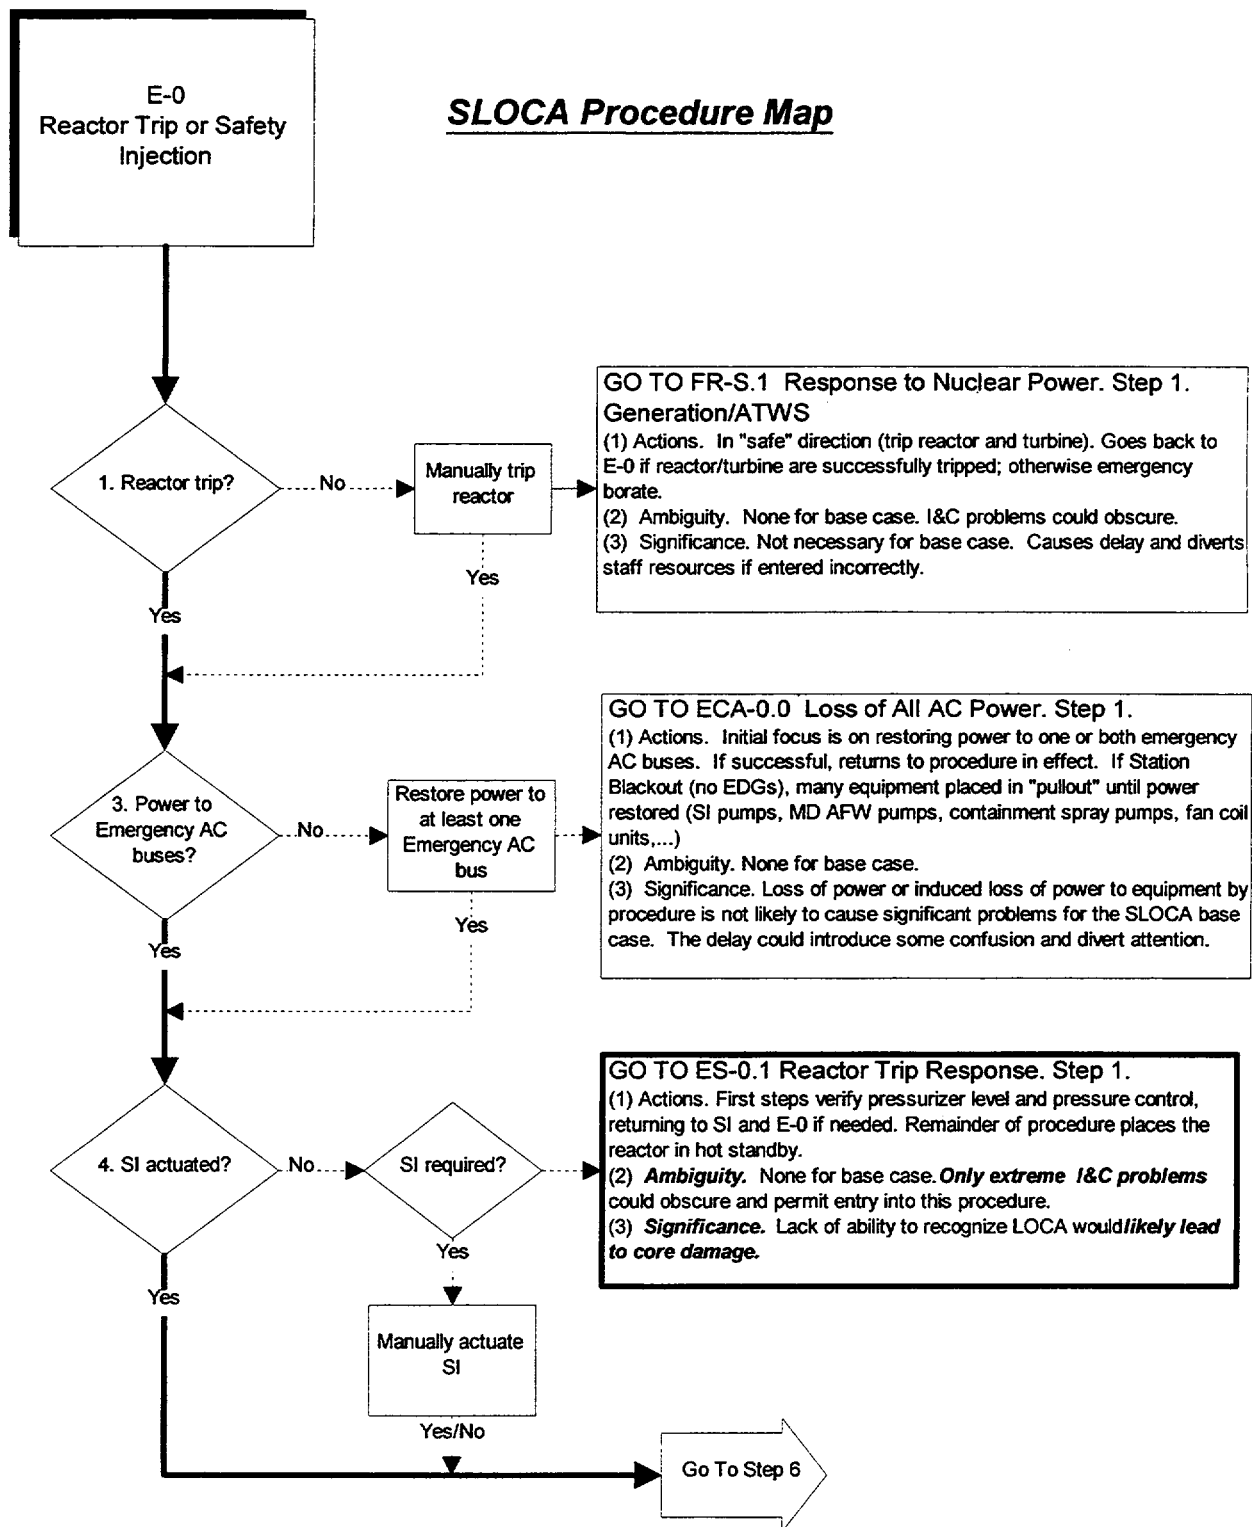 E-0
Reactor Trip or Safety
Injection
SLOCA Procedure Map
GO TO FR-S.1 Response to Nuclear Power. Step 1.
Generation/ATWS
(1) Actions. In "safe" direction (trip reactor and turbine). Goes back to
E-0 if reactor/turbine are successfully tripped; otherwise emergency
borate.
(2) Ambiguity. None for base case. I&C problems could obscure.
(3) Significance. Not necessary for base case. Causes delay and diverts
staff resources if entered incorrectly.
1. Reactor trip?
No
Manually trip
reactor
Yes
Yes
GO TO ECA-0.0 Loss of All AC Power. Step 1.
(1) Actions. Initial focus is on restoring power to one or both emergency
AC buses. If successful, returns to procedure in effect. If Station
Blackout (no EDGs), many equipment placed in "pullout" until power
restored (SI pumps, MD AFW pumps, containment spray pumps, fan coil
units,...)
(2) Ambiguity. None for base case.
(3) Significance. Loss of power or induced loss of power to equipment by
procedure is not likely to cause significant problems for the SLOCA base
case. The delay could introduce some confusion and divert attention.
3. Power to
Emergency AC
buses?
No
Restore power to
at least one
Emergency AC
bus
Yes
Yes
GO TO ES-0.1 Reactor Trip Response. Step 1.
(1) Actions. First steps verify pressurizer level and pressure control,
returning to SI and E-0 if needed. Remainder of procedure places the
reactor in hot standby.
(2) Ambiguity. None for base case. Only extreme I&C problems
could obscure and permit entry into this procedure.
(3) Significance. Lack of ability to recognize LOCA would likely lead
to core damage.
4. SI actuated?
No
SI required?
Yes
Yes
Manually actuate
SI
Yes/No
Go To Step 6